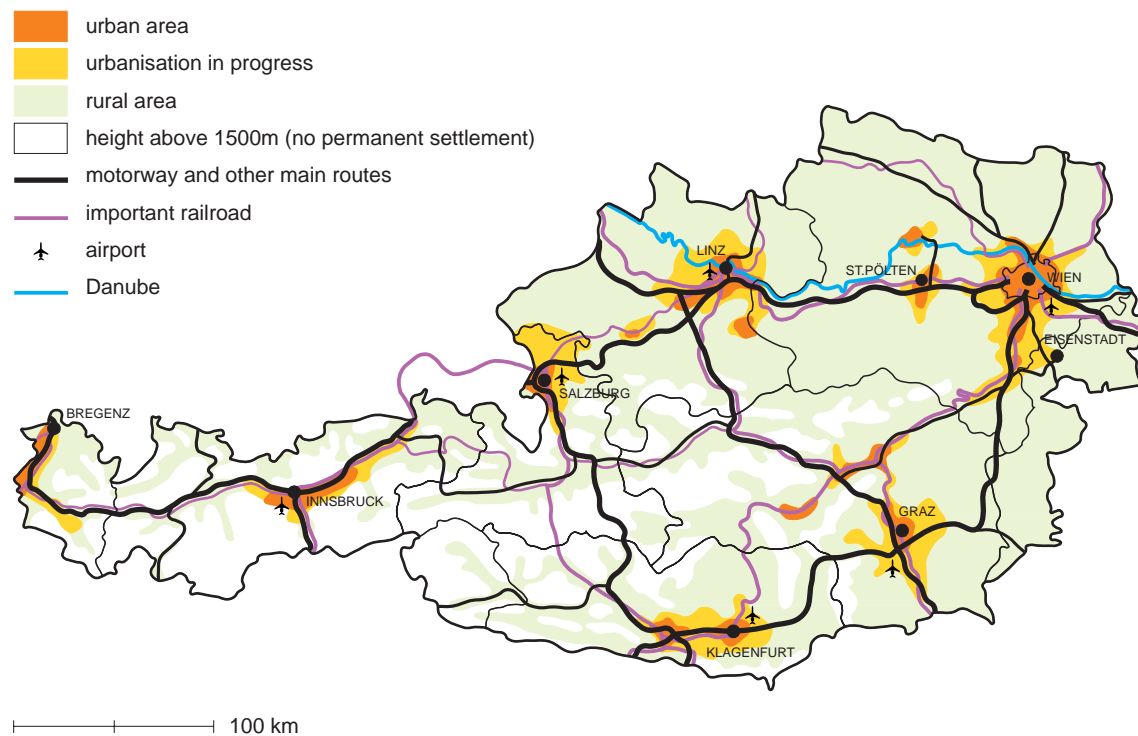 urban area
urbanisation in progress
rural area
height above 1500m (no permanent settlement)
motorway and other main routes
important railroad
airport
Danube
LINZ
ST.PÖLTEN
WIEN
EISENSTADT
SALZBURG
BREGENZ
INNSBRUCK
GRAZ
KLAGENFURT
100 km